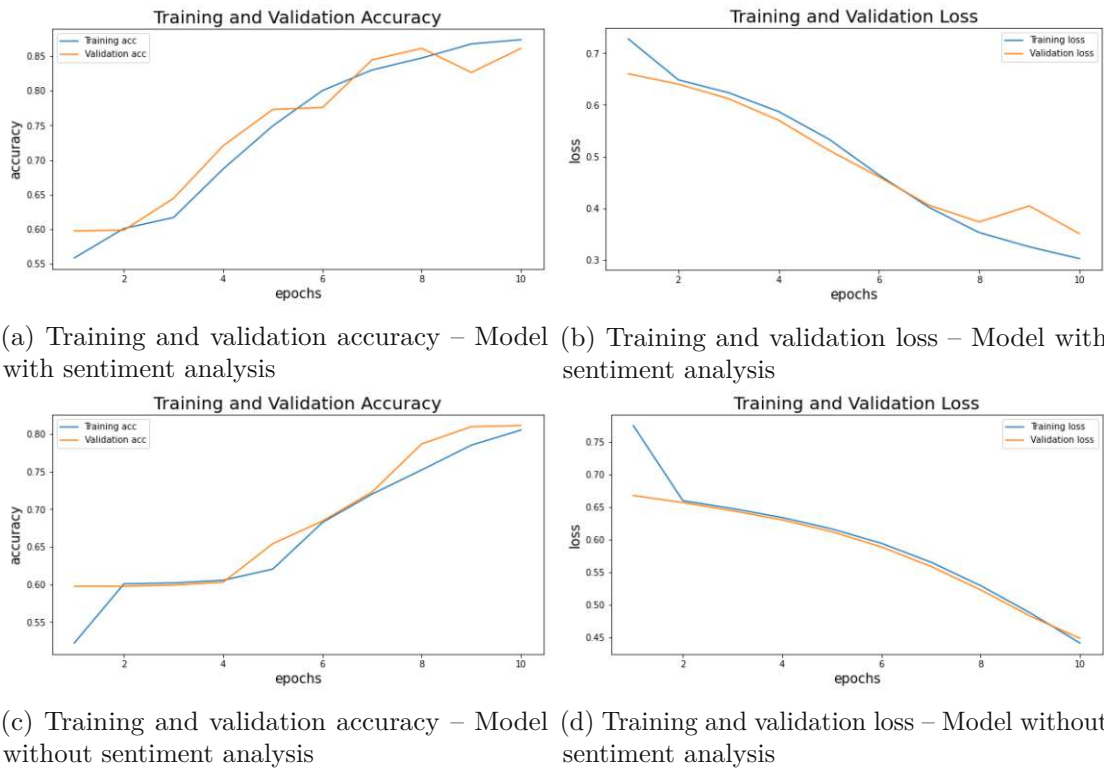 Training and Validation Accuracy
Training acc
Validation acc
0.85
0.80
0.75
0.70
0.65
0.60
0.55
accuracy
2 4 6 8 10
epochs
Training and Validation Loss
Training loss
Validation loss
0.7
0.6
0.5
0.4
0.3
loss
2 4 6 8 10
epochs
(a) Training and validation accuracy – Model
with sentiment analysis
(b) Training and validation loss – Model with
sentiment analysis
Training and Validation Accuracy
Training acc
Validation acc
0.80
0.75
0.70
0.65
0.60
0.55
accuracy
2 4 6 8 10
epochs
Training and Validation Loss
Training loss
Validation loss
0.75
0.70
0.65
0.60
0.55
0.50
0.45
loss
2 4 6 8 10
epochs
(c) Training and validation accuracy – Model
without sentiment analysis
(d) Training and validation loss – Model without
sentiment analysis